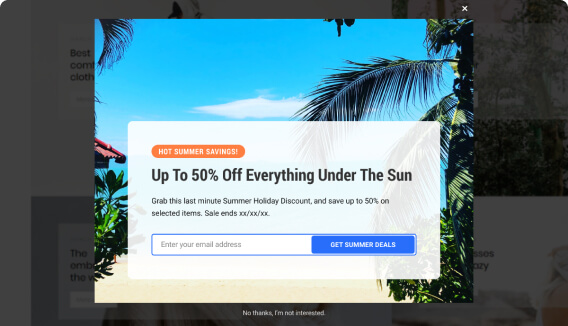 ×
Best
HOT SUMMER SAVINGS!
Up To 50% Off Everything Under The Sun
Grab this last minute Summer Holiday Discount, and save up to 50% on
selected items. Sale ends xx/xx/xx.
Enter your email address
GET SUMMER DEALS
The
No thanks, I'm not interested.